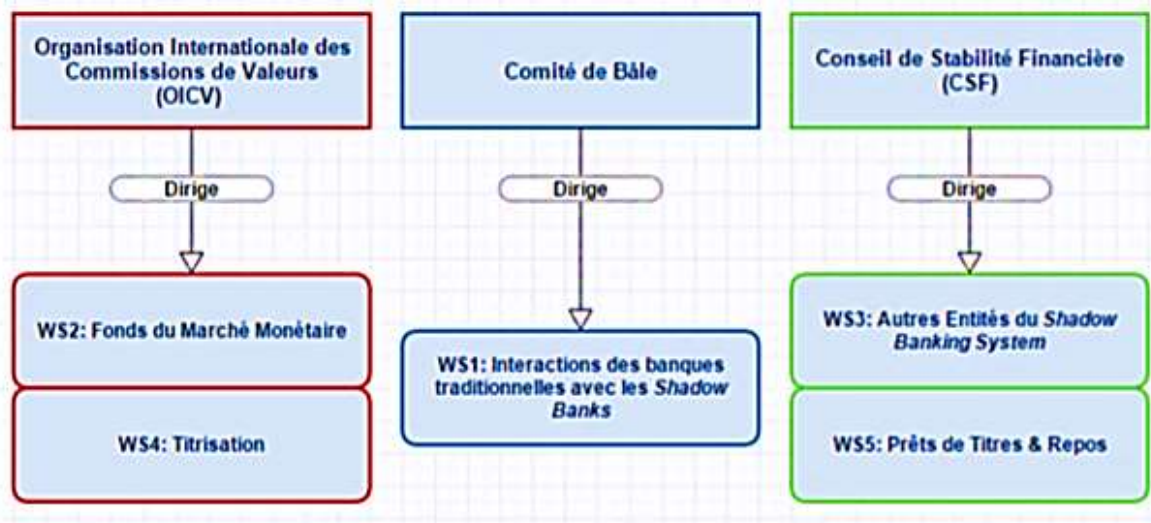 Organisation Internationale des
Commissions de Valeurs
(OICV)
Comité de Bâle
Conseil de Stabilité Financière
(CSF)
Dirige
Dirige
Dirige
WS2: Fonds du Marché Monétaire
WS4: Titrisation
WS1: Interactions des banques
traditionnelles avec les Shadow
Banks
WS3: Autres Entités du Shadow
Banking System
WS5: Prêts de Titres & Repos